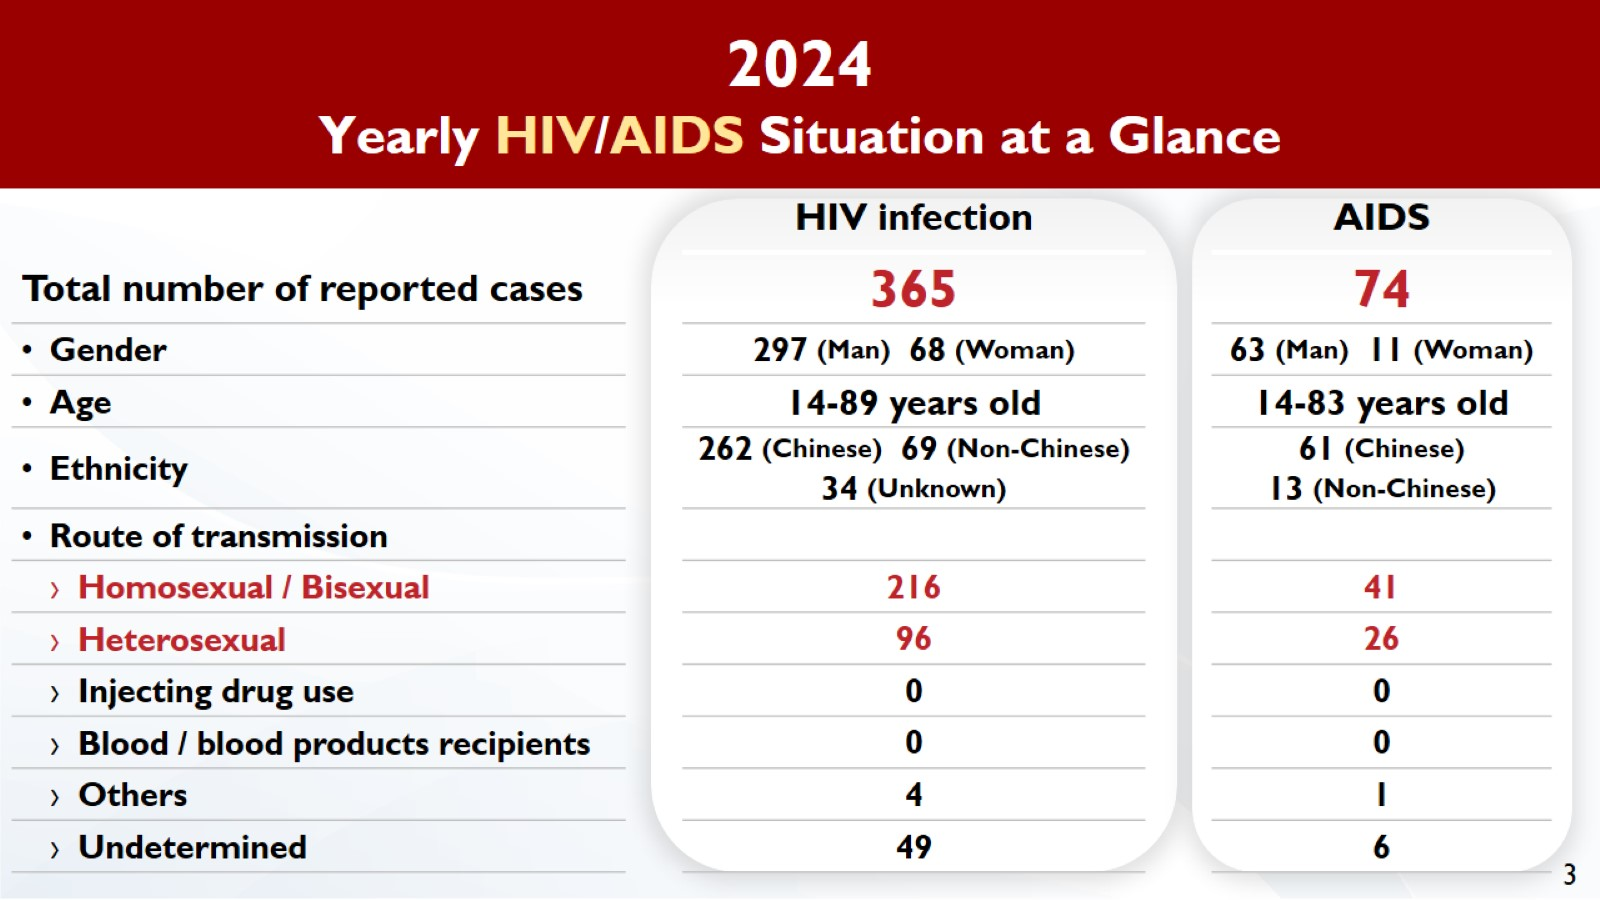 2024
Yearly HIV/AIDS Situation at a Glance
HIV infection AIDS
Total number of reported cases 365 74
• Gender 297 (Man) 68 (Woman) 63 (Man) 11 (Woman)
• Age 14-89 years old 14-83 years old
• Ethnicity 262 (Chinese) 69 (Non-Chinese) 61 (Chinese)
34 (Unknown) 13 (Non-Chinese)
• Route of transmission
› Homosexual / Bisexual 216 41
› Heterosexual 96 26
› Injecting drug use 0 0
› Blood / blood products recipients 0 0
› Others 4 1
› Undetermined 49 6
3